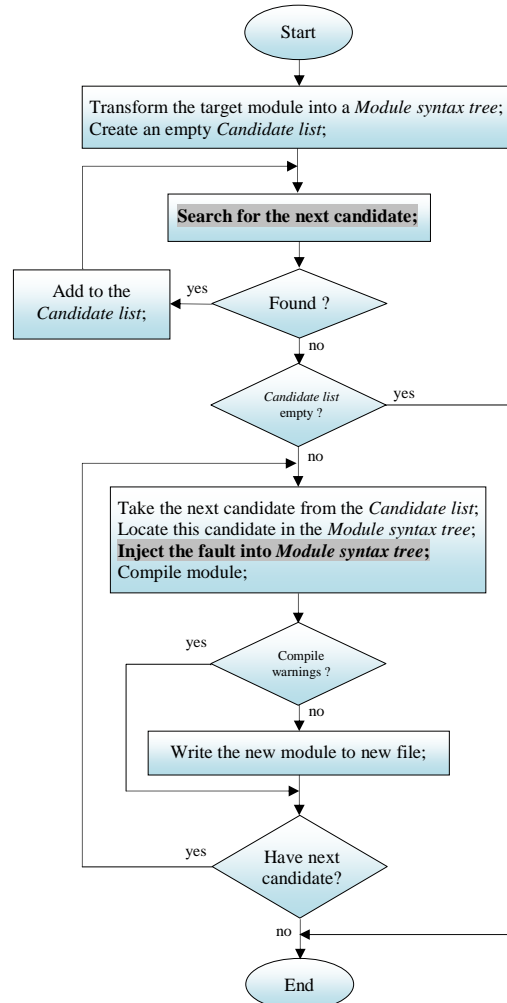 Start
Transform the target module into a Module syntax tree;
Create an empty Candidate list;
Search for the next candidate;
Add to the
Candidate list;
yes
Found ?
no
Candidate list
empty ?
yes
no
Take the next candidate from the Candidate list;
Locate this candidate in the Module syntax tree;
Inject the fault into Module syntax tree;
Compile module;
yes
Compile
warnings ?
no
Write the new module to new file;
yes
Have next
candidate?
no
End